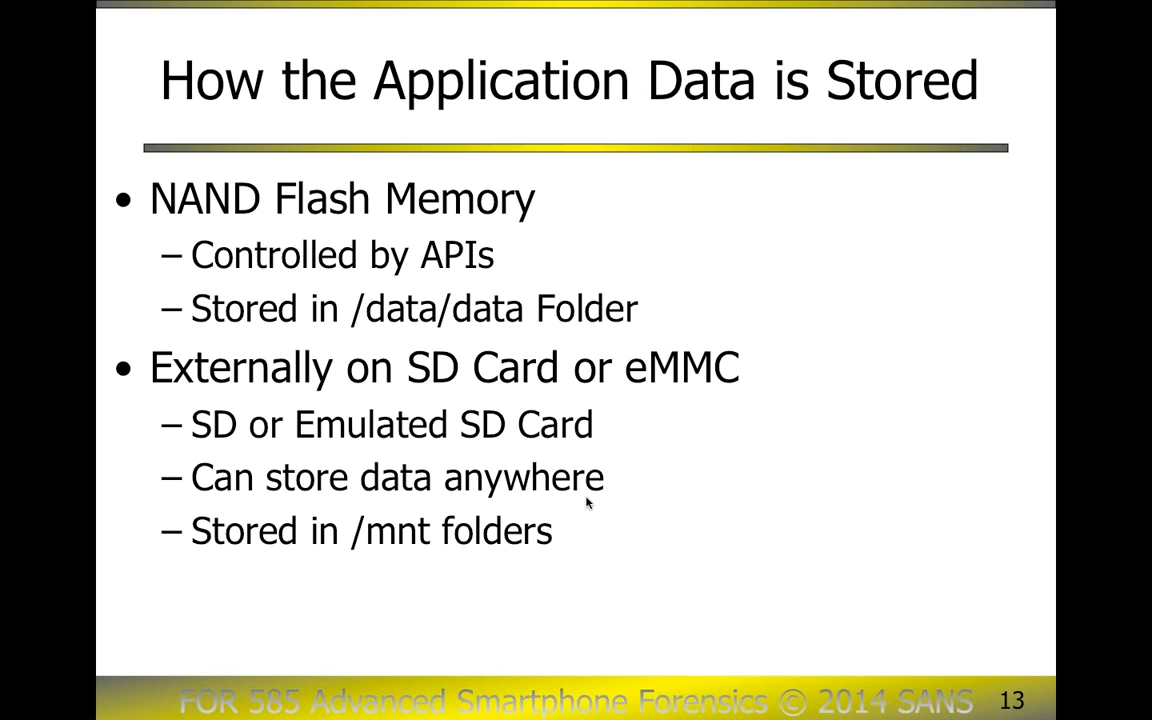 How the Application Data is Stored
• NAND Flash Memory
– Controlled by APIs
– Stored in /data/data Folder
• Externally on SD Card or eMMC
– SD or Emulated SD Card
– Can store data anywhere
– Stored in /mnt folders
FOR 585 Advanced Smartphone Forensics © 2014 SANS 13